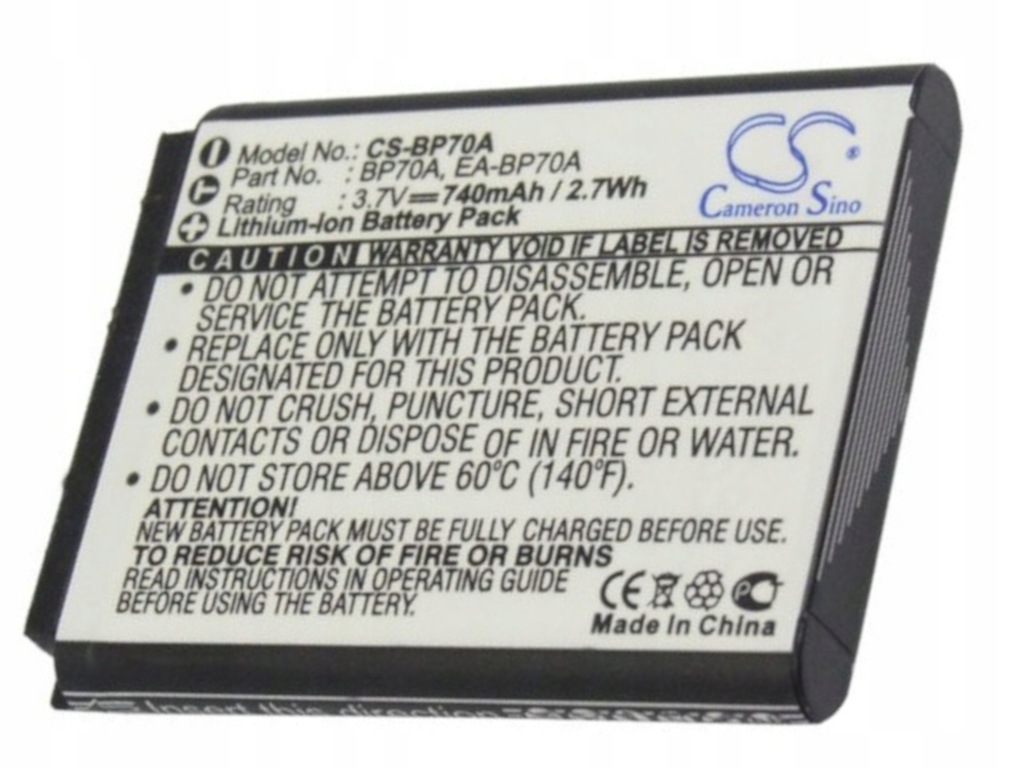 Model No.: CS-BP70A
Part No. : BP70A, EA-BP70A
Rating : 3.7V 740mAh / 2.7Wh
Lithium-Ion Battery Pack
CS ®
Cameron Sino
CAUTION WARRANTY VOID IF LABEL IS REMOVED
• DO NOT ATTEMPT TO DISASSEMBLE, OPEN OR
SERVICE THE BATTERY PACK.
• REPLACE ONLY WITH THE BATTERY PACK
DESIGNATED FOR THIS PRODUCT.
• DO NOT CRUSH, PUNCTURE, SHORT EXTERNAL
CONTACTS OR DISPOSE OF IN FIRE OR WATER.
• DO NOT STORE ABOVE 60°C (140°F).
ATTENTION!
NEW BATTERY PACK MUST BE FULLY CHARGED BEFORE USE.
TO REDUCE RISK OF FIRE OR BURNS
READ INSTRUCTIONS IN OPERATING GUIDE
BEFORE USING THE BATTERY.
CE
Made In China
Insert this direction